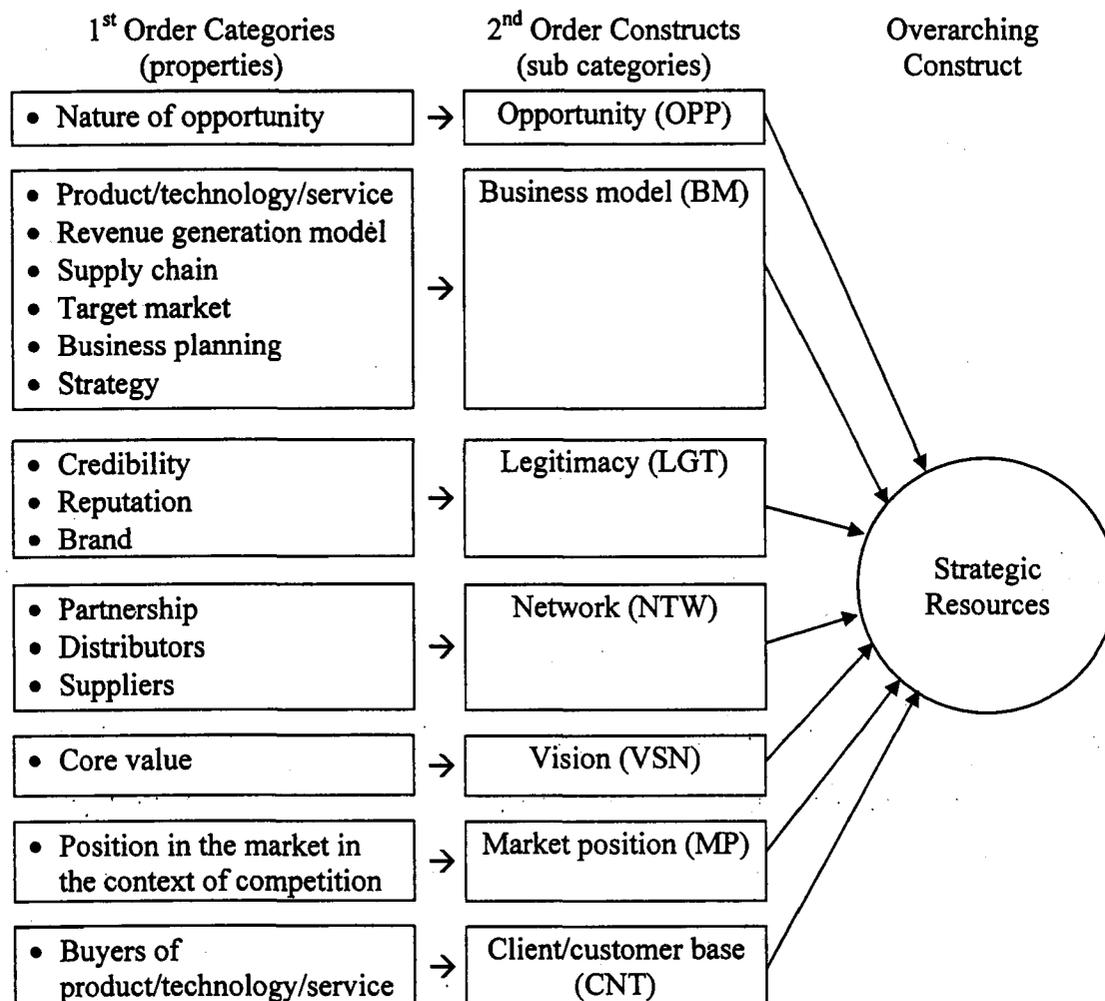 1st Order Categories
(properties)
2nd Order Constructs
(sub categories)
Overarching
Construct
• Nature of opportunity
→
Opportunity (OPP)
• Product/technology/service
• Revenue generation model
• Supply chain
• Target market
• Business planning
• Strategy
→
Business model (BM)
• Credibility
• Reputation
• Brand
→
Legitimacy (LGT)
• Partnership
• Distributors
• Suppliers
→
Network (NTW)
• Core value
→
Vision (VSN)
• Position in the market in
the context of competition
→
Market position (MP)
• Buyers of
product/technology/service
→
Client/customer base
(CNT)
Strategic
Resources